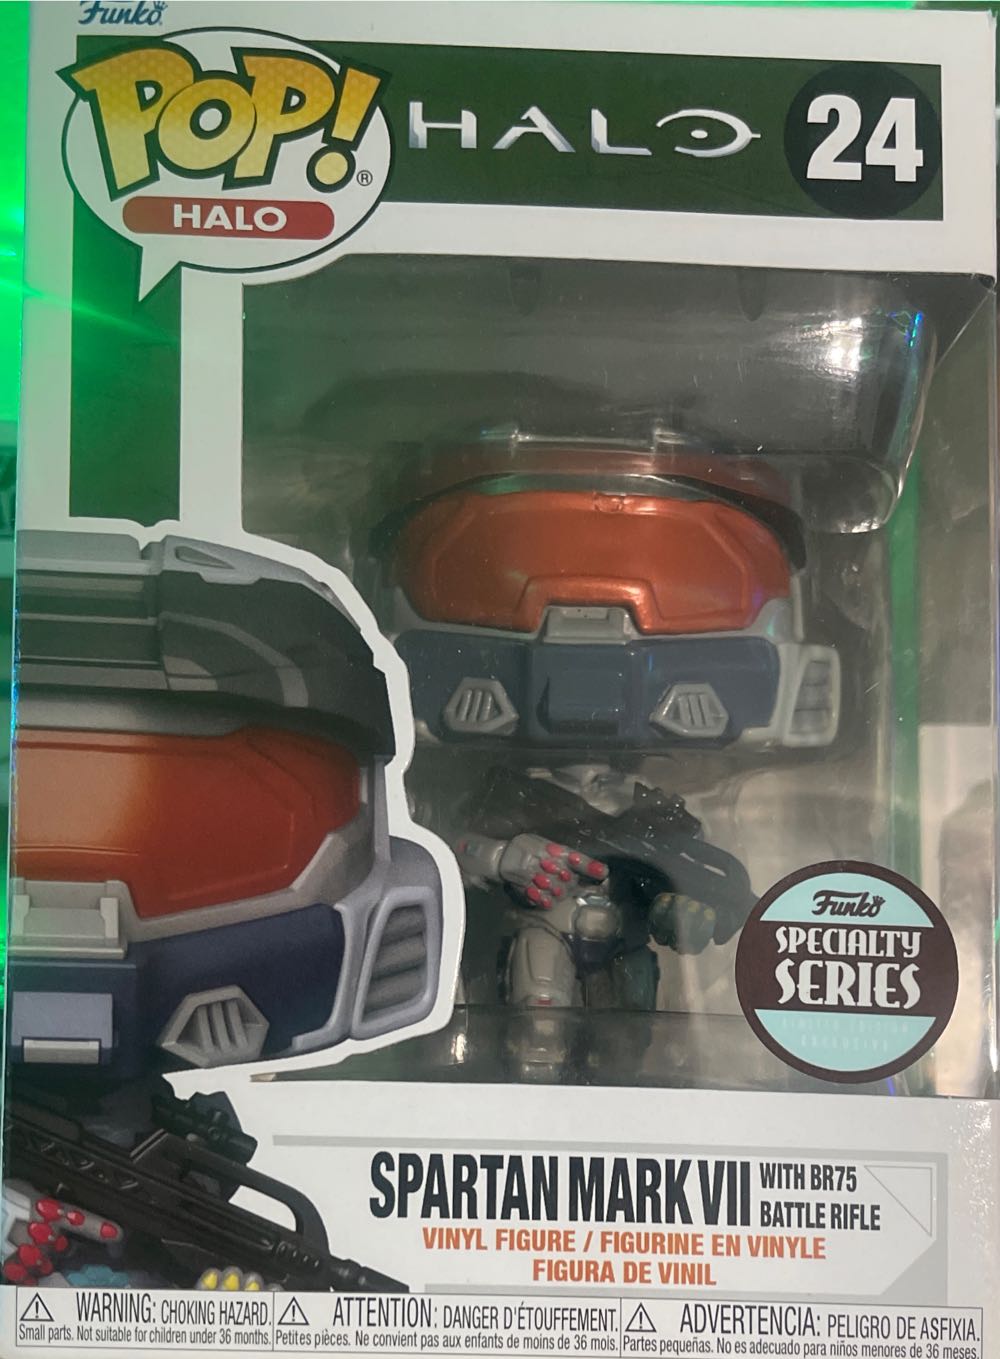 Funko
POP!®
HALO
HALO
24
Funko
SPECIALTY
SERIES
LIMITED EDITION
EXCLUSIVE
SPARTAN MARK VII WITH BR75
BATTLE RIFLE
VINYL FIGURE / FIGURINE EN VINYLE
FIGURA DE VINIL
WARNING: CHOKING HAZARD.
Small parts. Not suitable for children under 36 months.
ATTENTION: DANGER D'ÉTOUFFEMENT.
Petites pièces. Ne convient pas aux enfants de moins de 36 mois.
ADVERTENCIA: PELIGRO DE ASFIXIA.
Partes pequeñas. No es adecuado para niños menores de 36 meses.